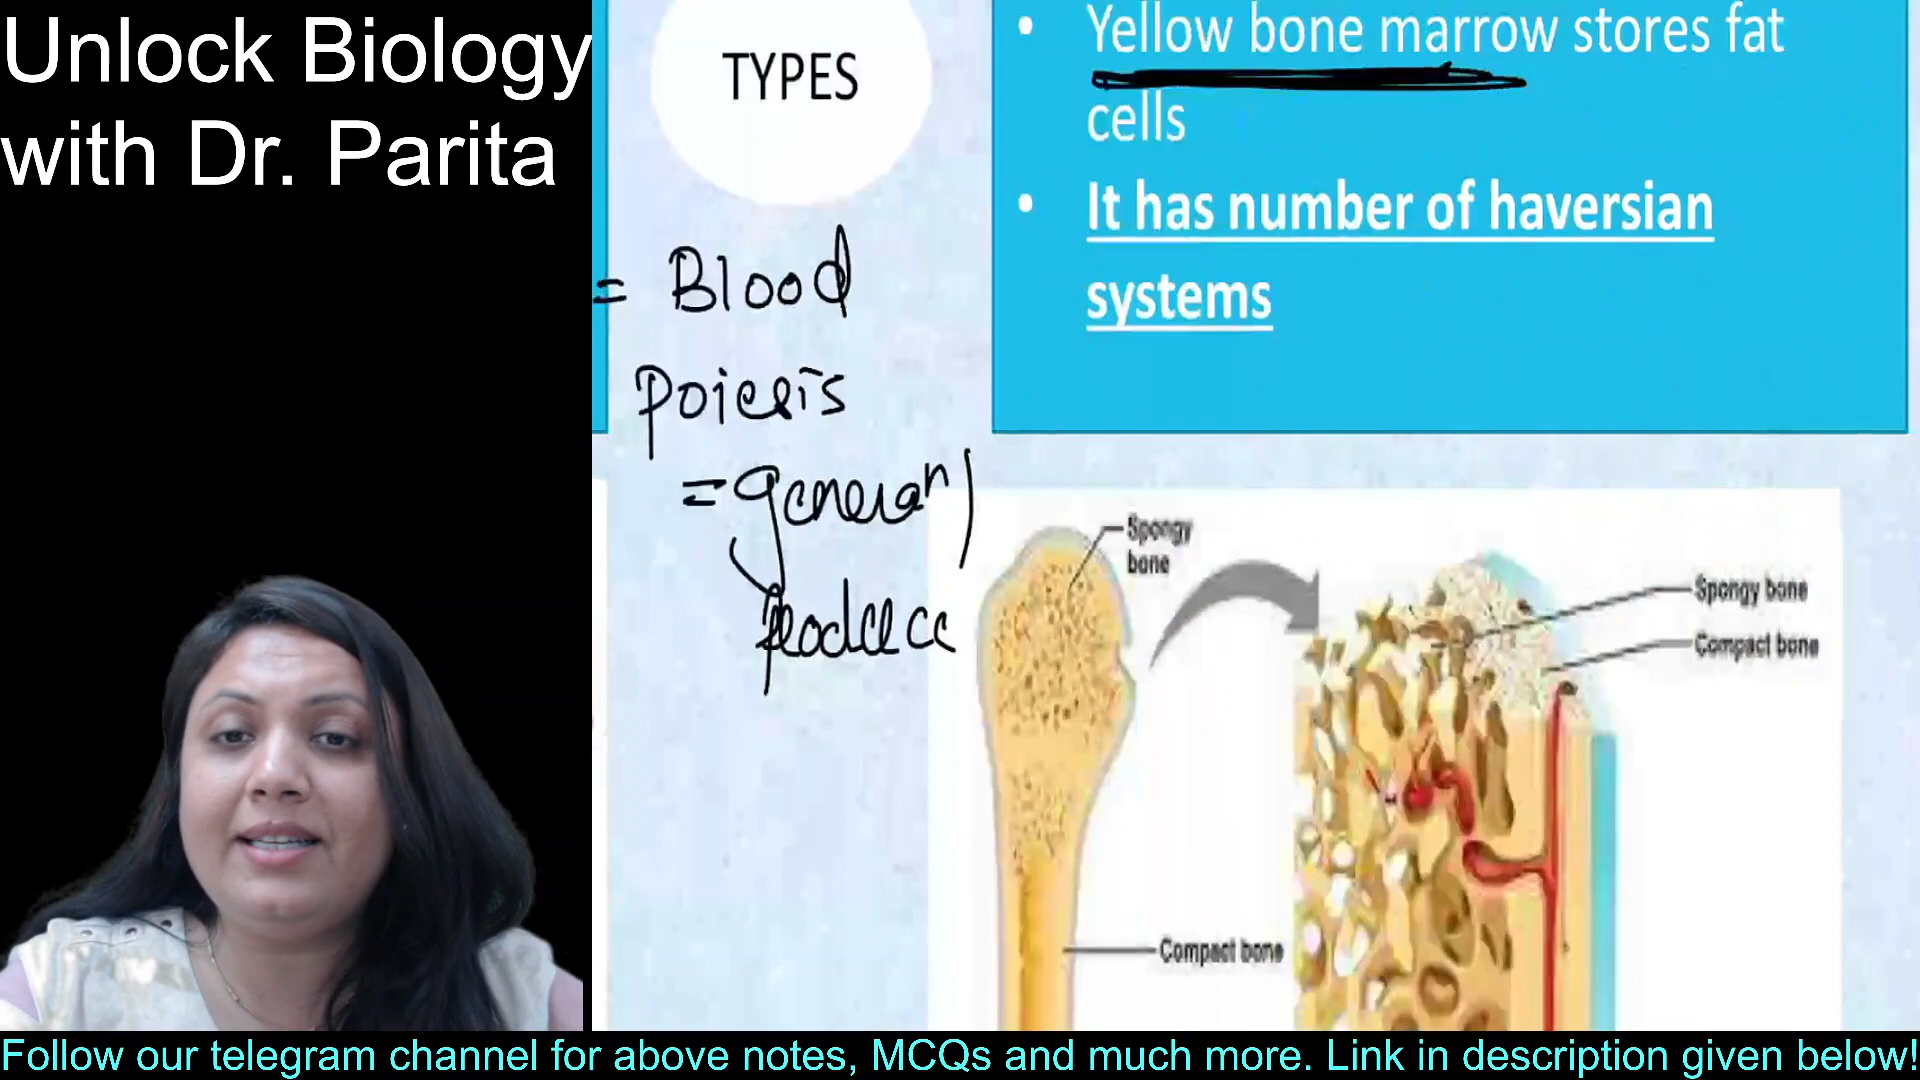 Unlock Biology
with Dr. Parita
TYPES
• Yellow bone marrow stores fat
cells
• It has number of haversian
systems
= Blood
Poiesis
= generan)
produce
Spongy
bone
Spongy bone
Compact bone
Compact bone
Follow our telegram channel for above notes, MCQs and much more. Link in description given below!